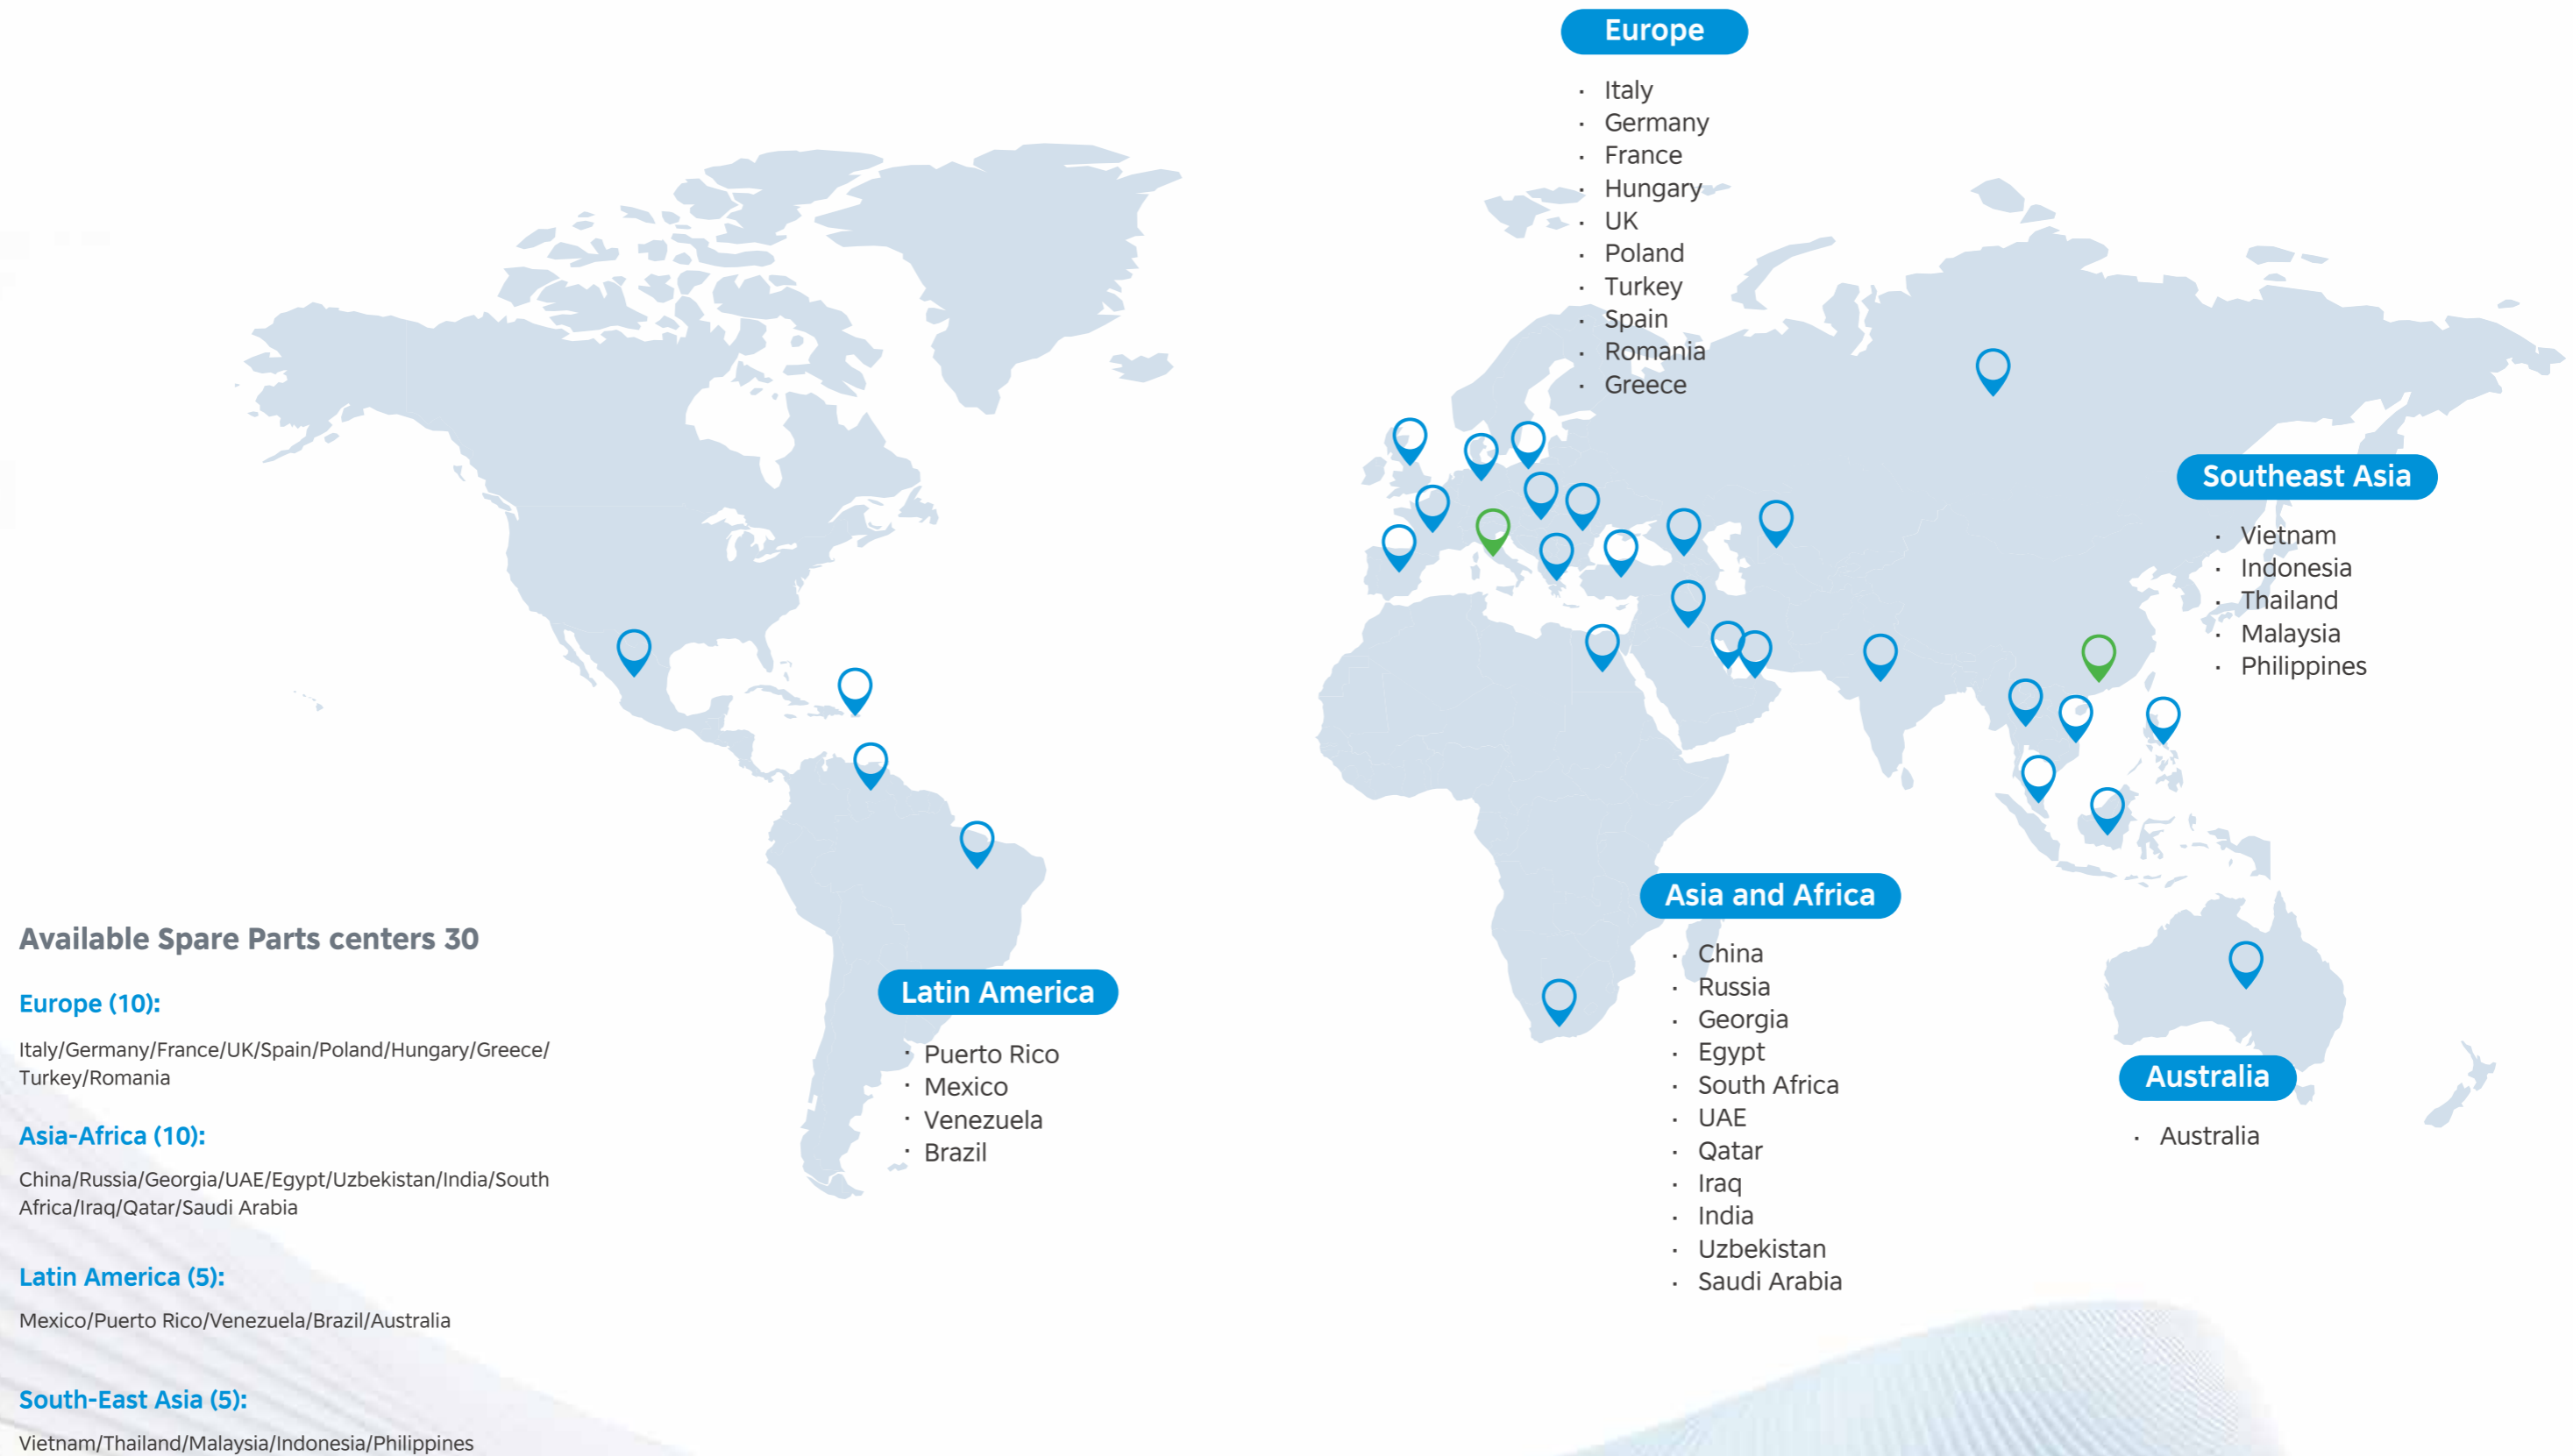 Europe
· Italy
· Germany
· France
· Hungary
· UK
· Poland
· Turkey
· Spain
· Romania
· Greece
Southeast Asia
· Vietnam
· Indonesia
· Thailand
· Malaysia
· Philippines
Asia and Africa
· China
· Russia
· Georgia
· Egypt
· South Africa
· UAE
· Qatar
· Iraq
· India
· Uzbekistan
· Saudi Arabia
Australia
· Australia
Latin America
· Puerto Rico
· Mexico
· Venezuela
· Brazil
Available Spare Parts centers 30
Europe (10):
Italy/Germany/France/UK/Spain/Poland/Hungary/Greece/
Turkey/Romania
Asia-Africa (10):
China/Russia/Georgia/UAE/Egypt/Uzbekistan/India/South
Africa/Iraq/Qatar/Saudi Arabia
Latin America (5):
Mexico/Puerto Rico/Venezuela/Brazil/Australia
South-East Asia (5):
Vietnam/Thailand/Malaysia/Indonesia/Philippines